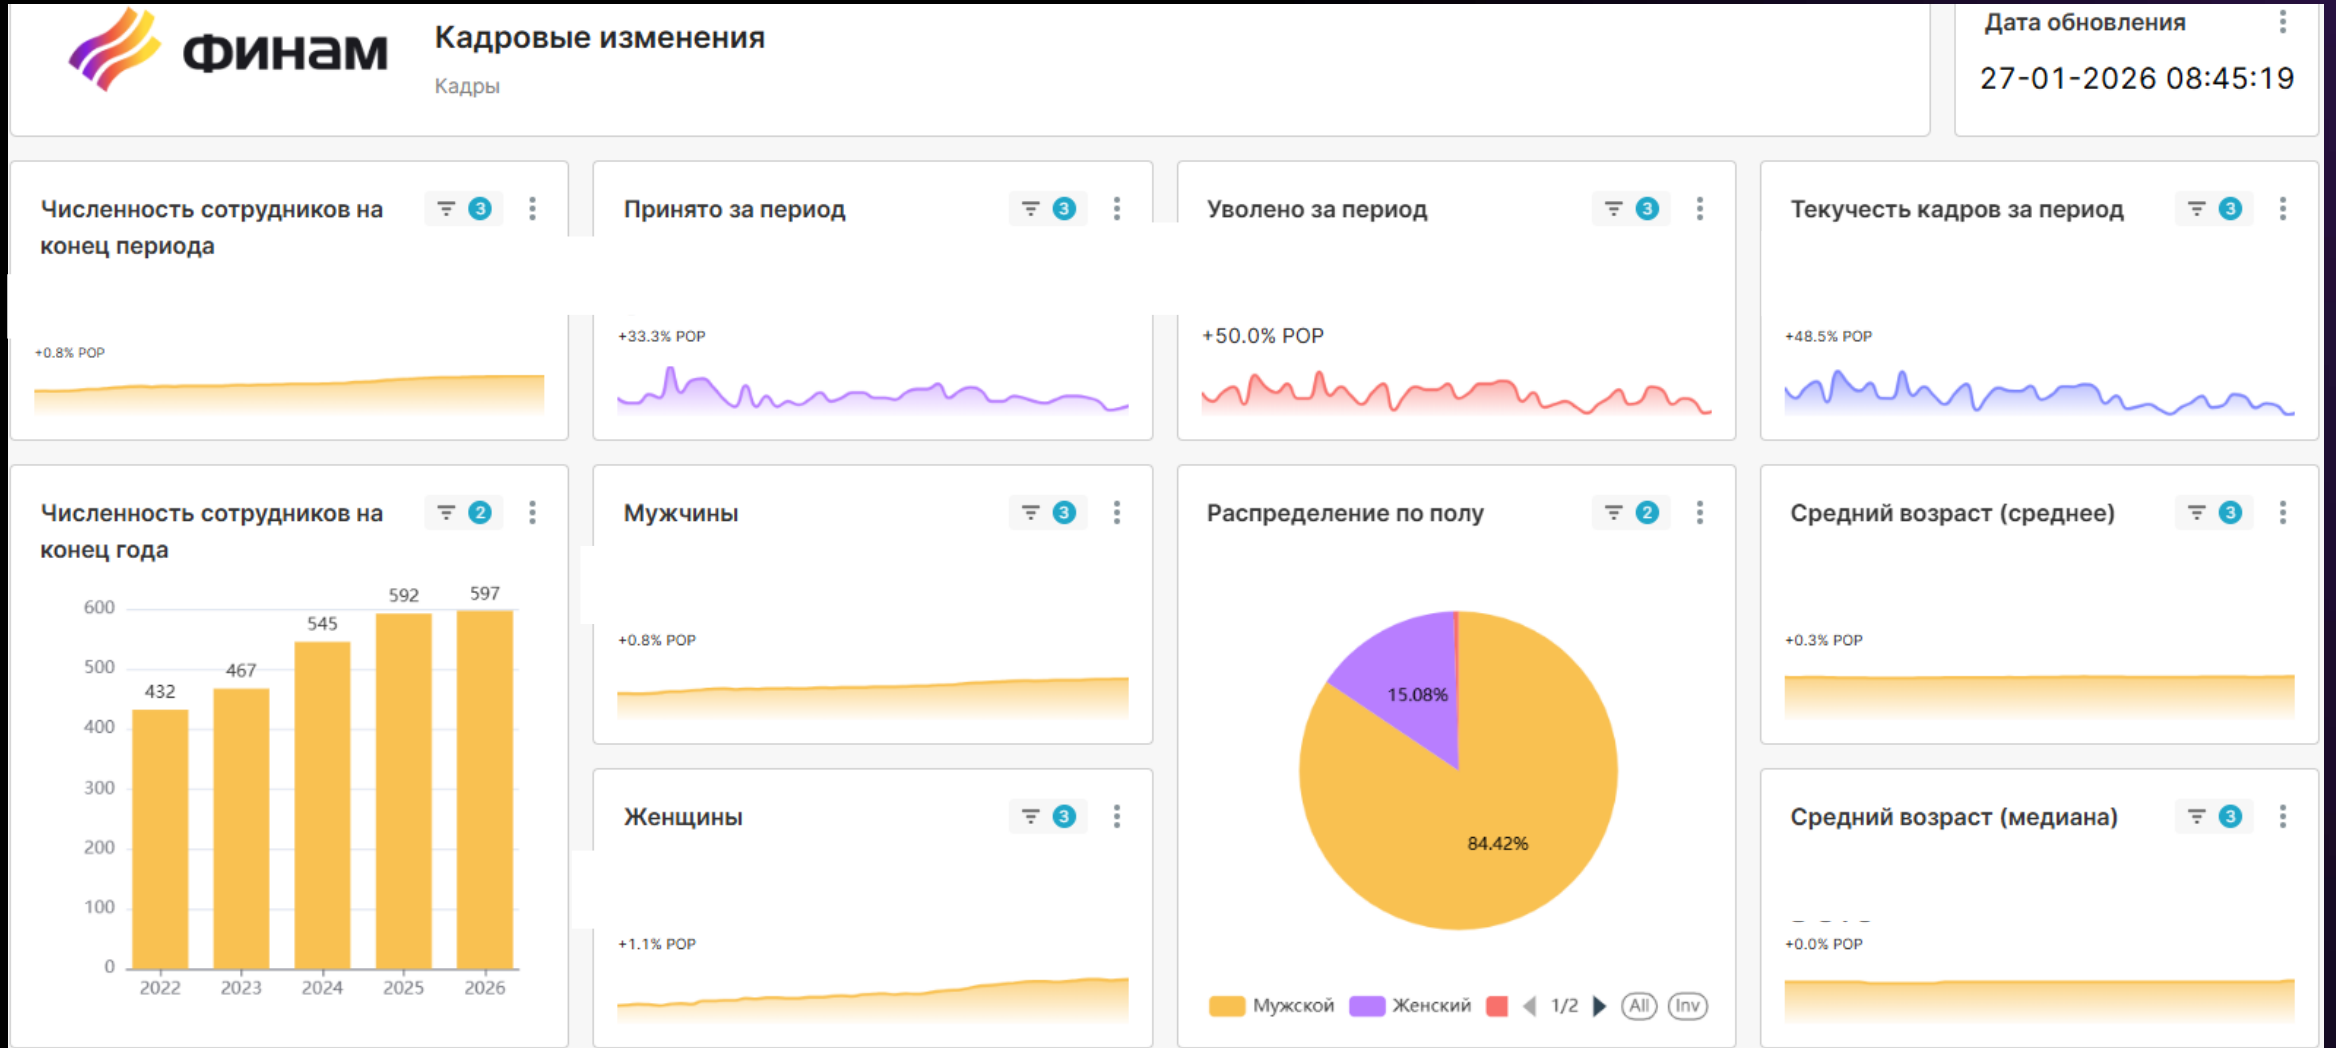 финам
Кадровые изменения
Кадры
Дата обновления
27-01-2026 08:45:19
Численность сотрудников на
конец периода
3
+0.8% POP
Принято за период
3
+33.3% POP
Уволено за период
3
+50.0% POP
Текучесть кадров за период
3
+48.5% POP
Численность сотрудников на
конец года
2
600
500
400
300
200
100
0
432
467
545
592
597
2022
2023
2024
2025
2026
Мужчины
3
+0.8% POP
Женщины
3
+1.1% POP
Распределение по полу
2
15.08%
84.42%
Мужской Женский 1/2 All Inv
Средний возраст (среднее)
3
+0.3% POP
Средний возраст (медиана)
3
+0.0% POP